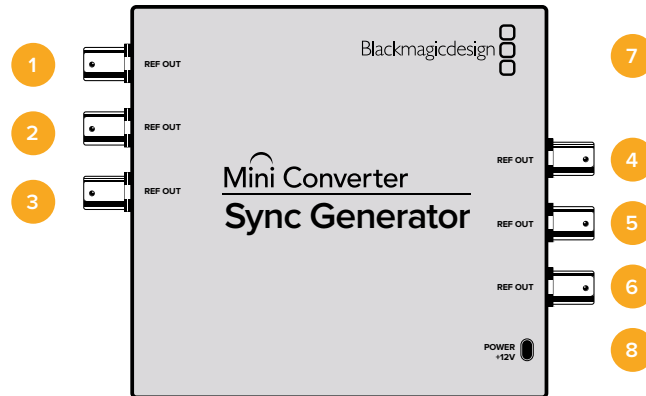 1
REF OUT
Blackmagicdesign
7
2
REF OUT
REF OUT
4
3
REF OUT
Mini Converter
Sync Generator
REF OUT
5
REF OUT
6
POWER
+12V
8